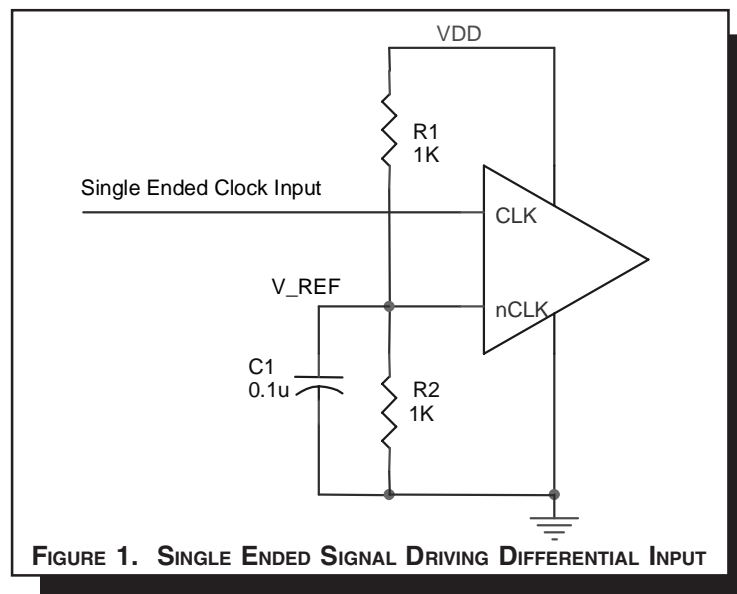 VDD
R1
1K
Single Ended Clock Input
CLK
V_REF
nCLK
C1
0.1u
R2
1K
FIGURE 1. SINGLE ENDED SIGNAL DRIVING DIFFERENTIAL INPUT